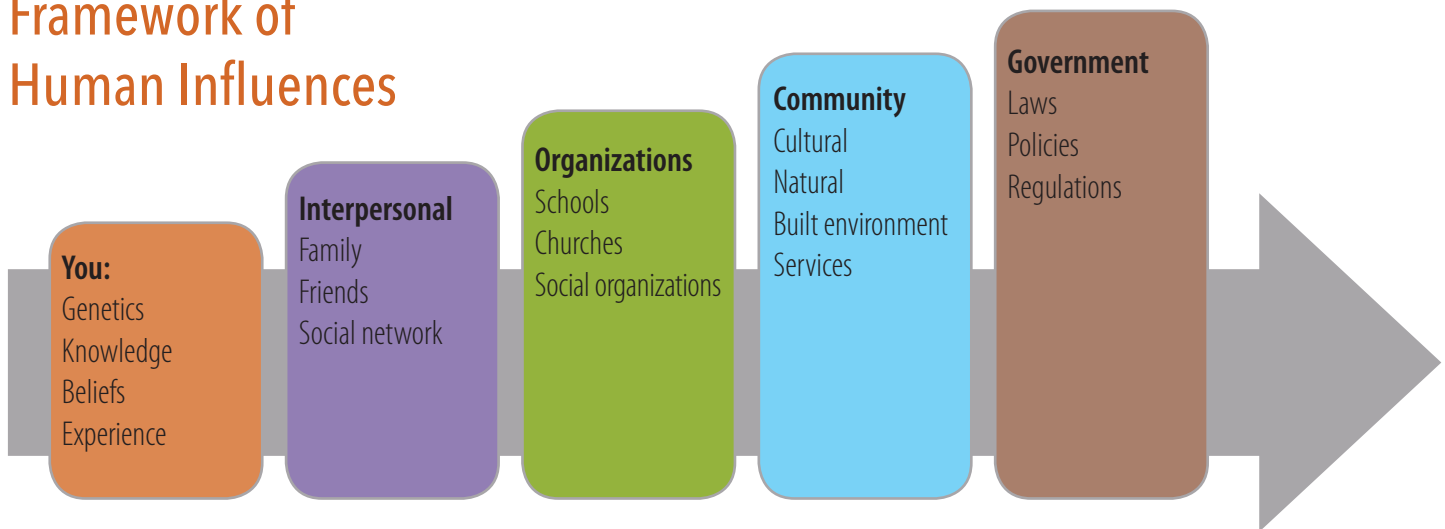 Framework of
Human Influences
You:
Genetics
Knowledge
Beliefs
Experience
Interpersonal
Family
Friends
Social network
Organizations
Schools
Churches
Social organizations
Community
Cultural
Natural
Built environment
Services
Government
Laws
Policies
Regulations